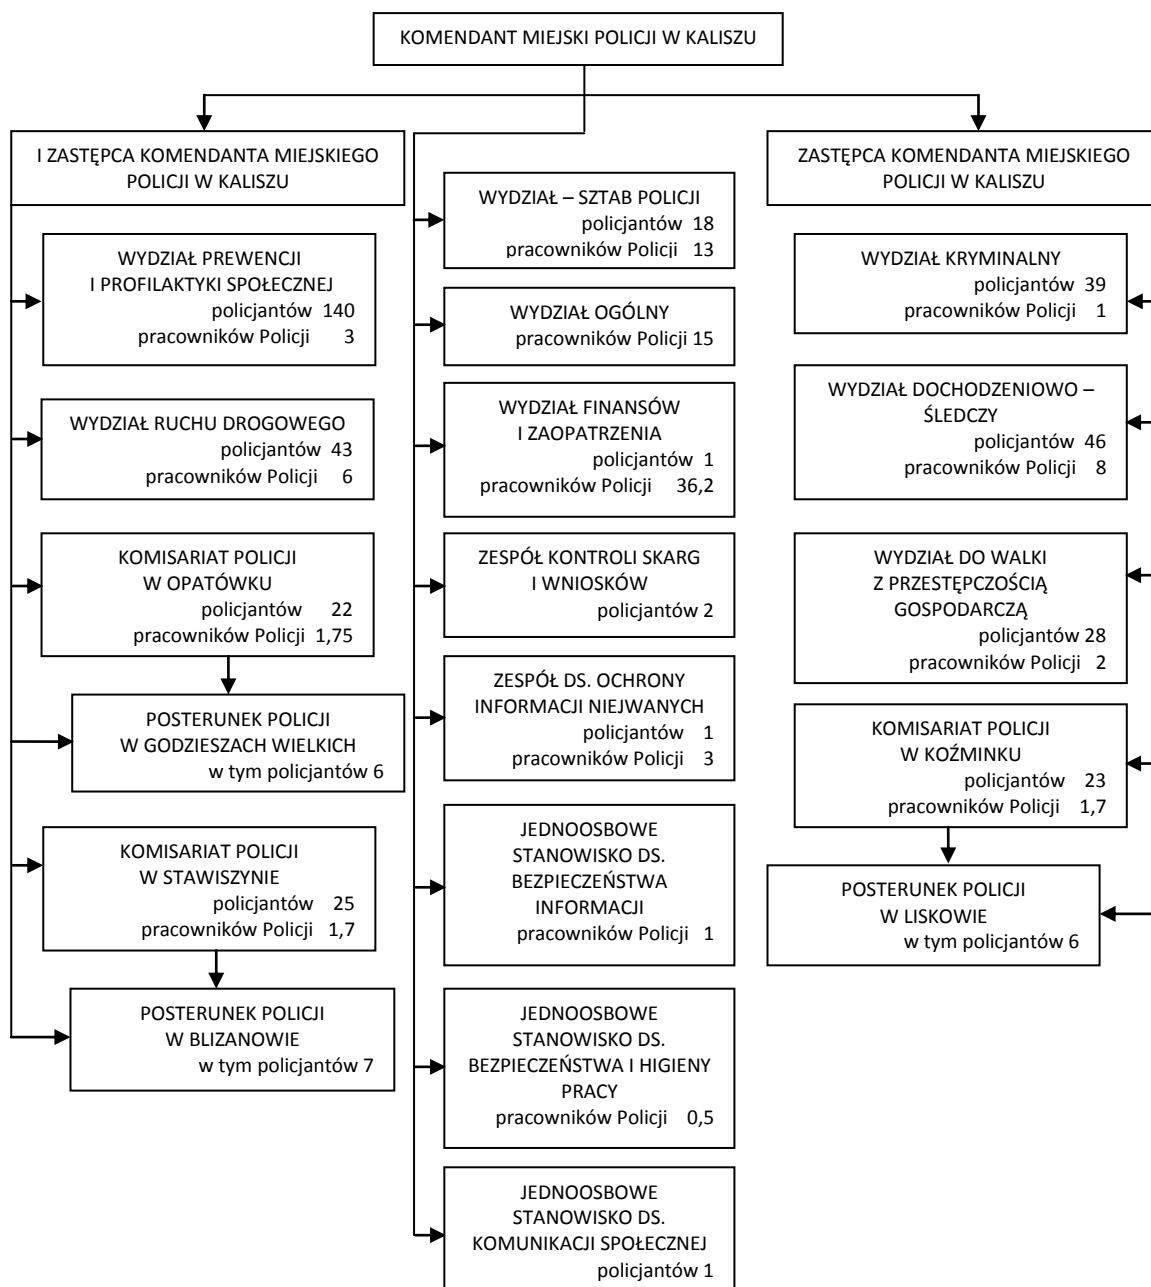 KOMENDANT MIEJSKI POLICJI W KALISZU
I ZASTĘPCA KOMENDANTA MIEJSKIEGO
POLICJI W KALISZU
WYDZIAŁ PREWENCJI
I PROFILAKTYKI SPOŁECZNEJ
policjantów 140
pracowników Policji 3
WYDZIAŁ RUCHU DROGOWEGO
policjantów 43
pracowników Policji 6
KOMISARIAT POLICJI
W OPATÓWKU
policjantów 22
pracowników Policji 1,75
POSTERUNEK POLICJI
W GODZIESZACH WIELKICH
w tym policjantów 6
KOMISARIAT POLICJI
W STAWISZYNIE
policjantów 25
pracowników Policji 1,7
POSTERUNEK POLICJI
W BLIZANOWIE
w tym policjantów 7
WYDZIAŁ – SZTAB POLICJI
policjantów 18
pracowników Policji 13
WYDZIAŁ OGÓLNY
pracowników Policji 15
WYDZIAŁ FINANSÓW
I ZAOPATRZENIA
policjantów 1
pracowników Policji 36,2
ZESPÓŁ KONTROLI SKARG
I WNIOSKÓW
policjantów 2
ZESPÓŁ DS. OCHRONY
INFORMACJI NIEJWANYCH
policjantów 1
pracowników Policji 3
JEDNOOSBOWE
STANOWISKO DS.
BEZPIECZEŃSTWA
INFORMACJI
pracowników Policji 1
JEDNOOSBOWE
STANOWISKO DS.
BEZPIECZEŃSTWA I HIGIENY
PRACY
pracowników Policji 0,5
JEDNOOSBOWE
STANOWISKO DS.
KOMUNIKACJI SPOŁECZNEJ
policjantów 1
ZASTĘPCA KOMENDANTA MIEJSKIEGO
POLICJI W KALISZU
WYDZIAŁ KRYMINALNY
policjantów 39
pracowników Policji 1
WYDZIAŁ DOCHODZENIOWO –
ŚLEDCZY
policjantów 46
pracowników Policji 8
WYDZIAŁ DO WALKI
Z PRZESTĘPCZOŚCIĄ
GOSPODARCZĄ
policjantów 28
pracowników Policji 2
KOMISARIAT POLICJI
W KOŹMINKU
policjantów 23
pracowników Policji 1,7
POSTERUNEK POLICJI
W LISKOWIE
w tym policjantów 6